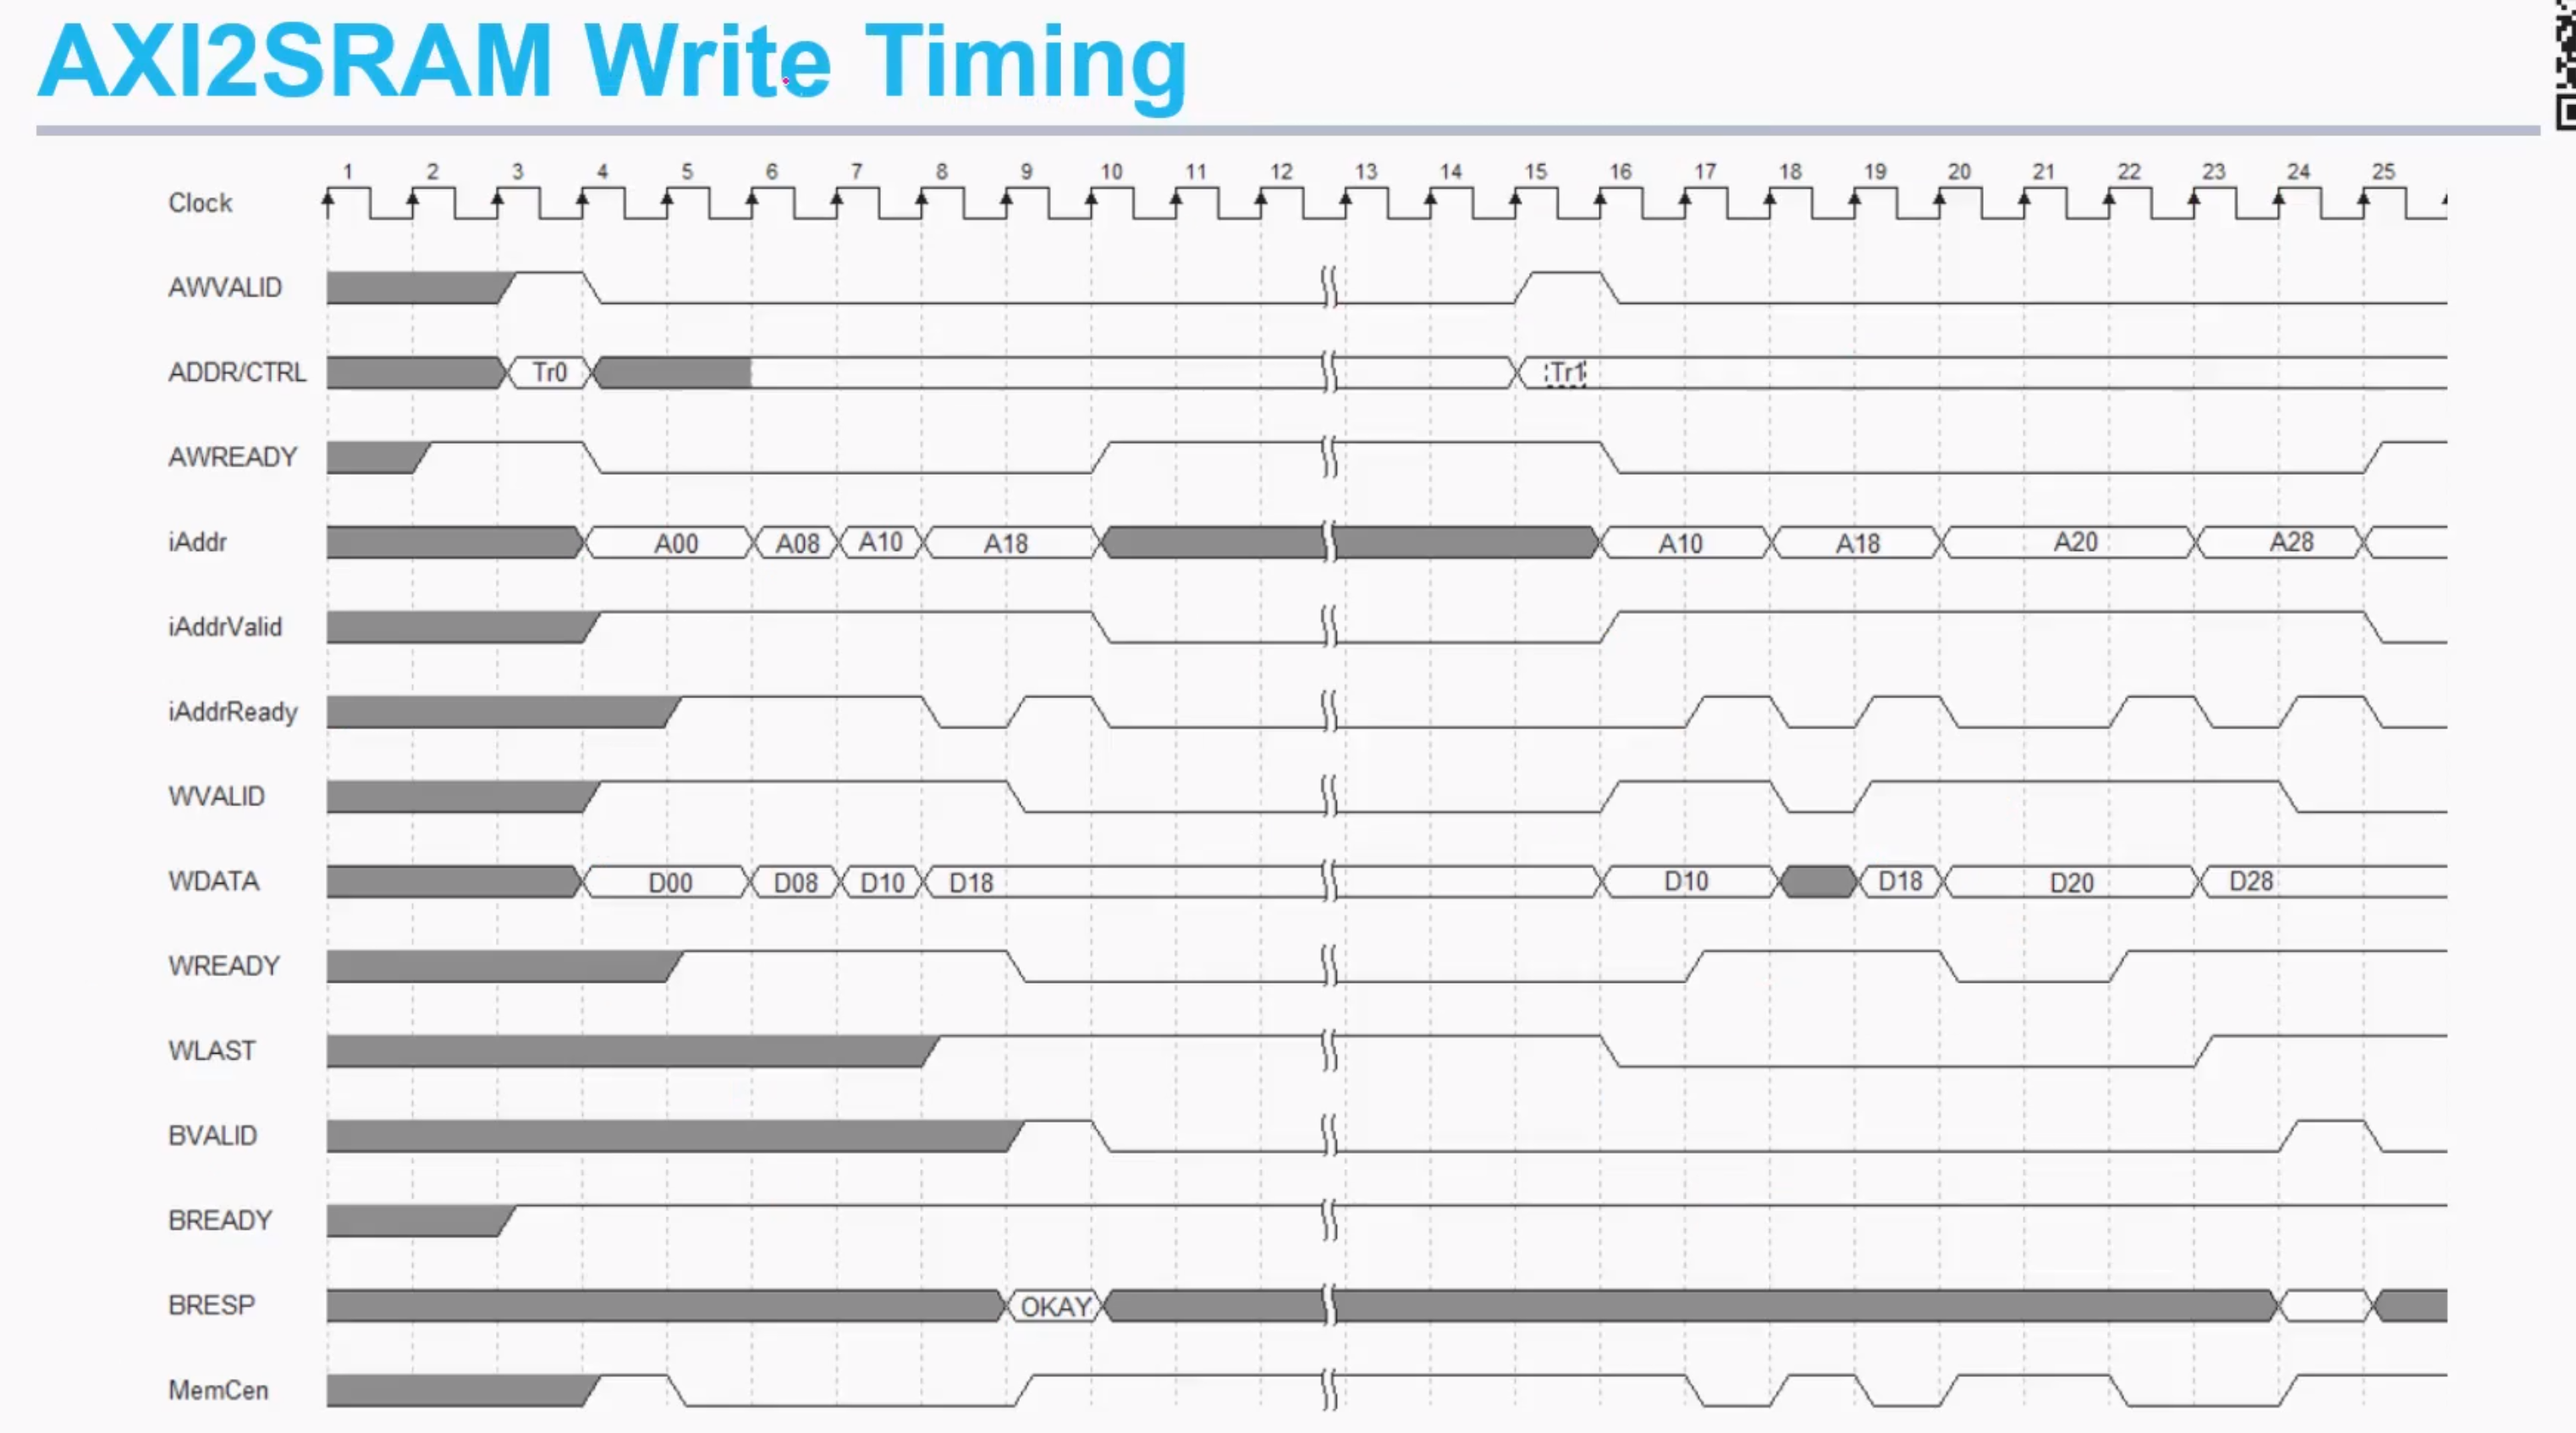 AXI2SRAM Write Timing
1 2 3 4 5 6 7 8 9 10 11 12 13 14 15 16 17 18 19 20 21 22 23 24 25
Clock
AWVALID
ADDR/CTRL Tr0 Tr1
AWREADY
iAddr A00 A08 A10 A18 A10 A18 A20 A28
iAddrValid
iAddrReady
WVALID
WDATA D00 D08 D10 D18 D10 D18 D20 D28
WREADY
WLAST
BVALID
BREADY
BRESP OKAY
MemCen